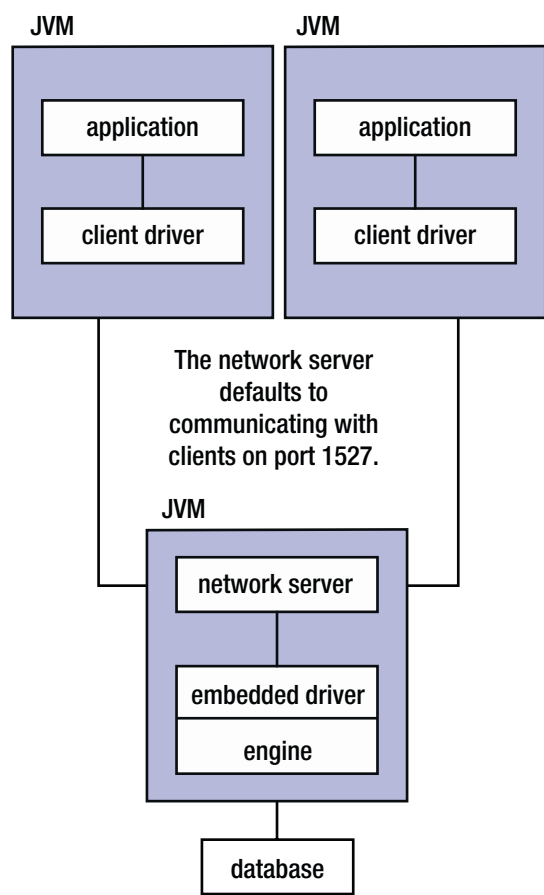 JVM
JVM
application
application
client driver
client driver
The network server
defaults to
communicating with
clients on port 1527.
JVM
network server
embedded driver
engine
database